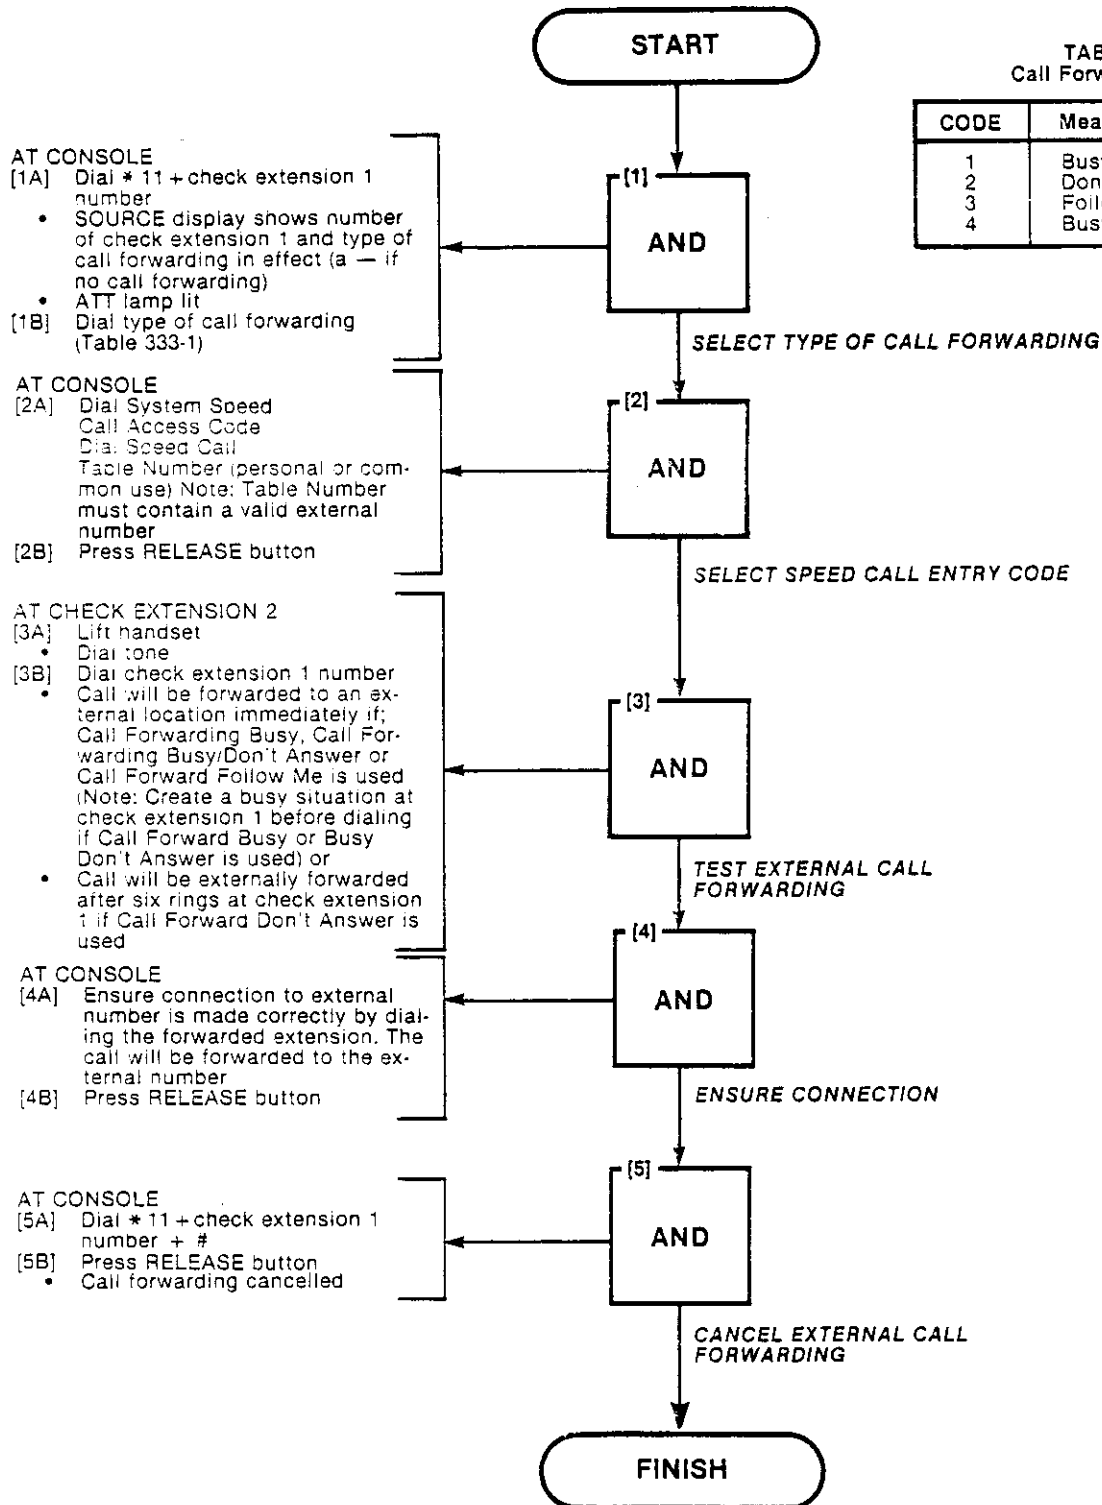 START
TAB
Call Forw
CODE Mea
1 Bus
2 Don
3 Foll
4 Bus
AT CONSOLE
[1A] Dial * 11 + check extension 1
number
• SOURCE display shows number
of check extension 1 and type of
call forwarding in effect (a — if
no call forwarding)
• ATT lamp lit
[1B] Dial type of call forwarding
(Table 333-1)
[1]
AND
SELECT TYPE OF CALL FORWARDING
AT CONSOLE
[2A] Dial System Speed
Call Access Code
Dial Speed Call
Table Number (personal or com-
mon use) Note: Table Number
must contain a valid external
number
[2B] Press RELEASE button
[2]
AND
SELECT SPEED CALL ENTRY CODE
AT CHECK EXTENSION 2
[3A] Lift handset
• Dial tone
[3B] Dial check extension 1 number
• Call will be forwarded to an ex-
ternal location immediately if;
Call Forwarding Busy, Call For-
warding Busy/Don't Answer or
Call Forward Follow Me is used
(Note: Create a busy situation at
check extension 1 before dialing
if Call Forward Busy or Busy
Don't Answer is used) or
• Call will be externally forwarded
after six rings at check extension
1 if Call Forward Don't Answer is
used
[3]
AND
TEST EXTERNAL CALL
FORWARDING
AT CONSOLE
[4A] Ensure connection to external
number is made correctly by dial-
ing the forwarded extension. The
call will be forwarded to the ex-
ternal number
[4B] Press RELEASE button
[4]
AND
ENSURE CONNECTION
AT CONSOLE
[5A] Dial * 11 + check extension 1
number + #
[5B] Press RELEASE button
• Call forwarding cancelled
[5]
AND
CANCEL EXTERNAL CALL
FORWARDING
FINISH